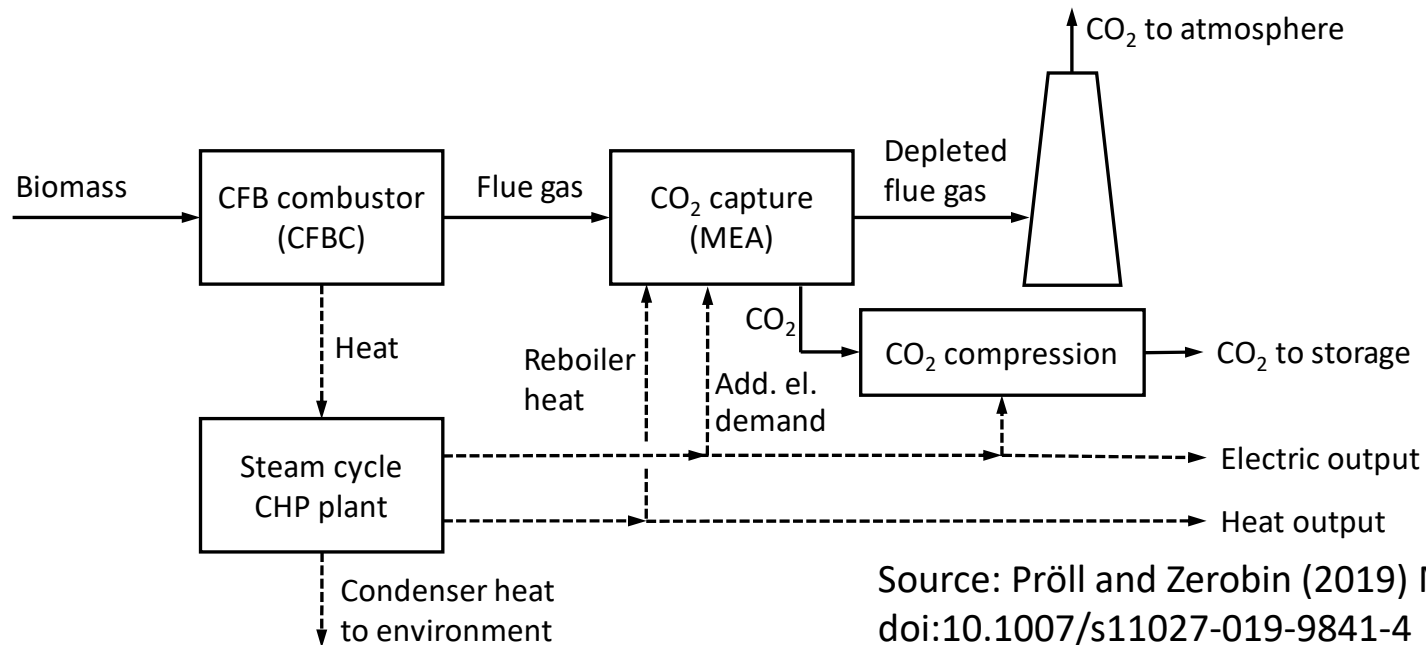 CO₂ to atmosphere
Biomass
CFB combustor
(CFBC)
Flue gas
CO₂ capture
(MEA)
Depleted
flue gas
Heat
Reboiler
heat
Add. el.
demand
CO₂
CO₂ compression
CO₂ to storage
Steam cycle
CHP plant
Electric output
Heat output
Condenser heat
to environment
Source: Pröll and Zerobin (2019)
doi:10.1007/s11027-019-9841-4